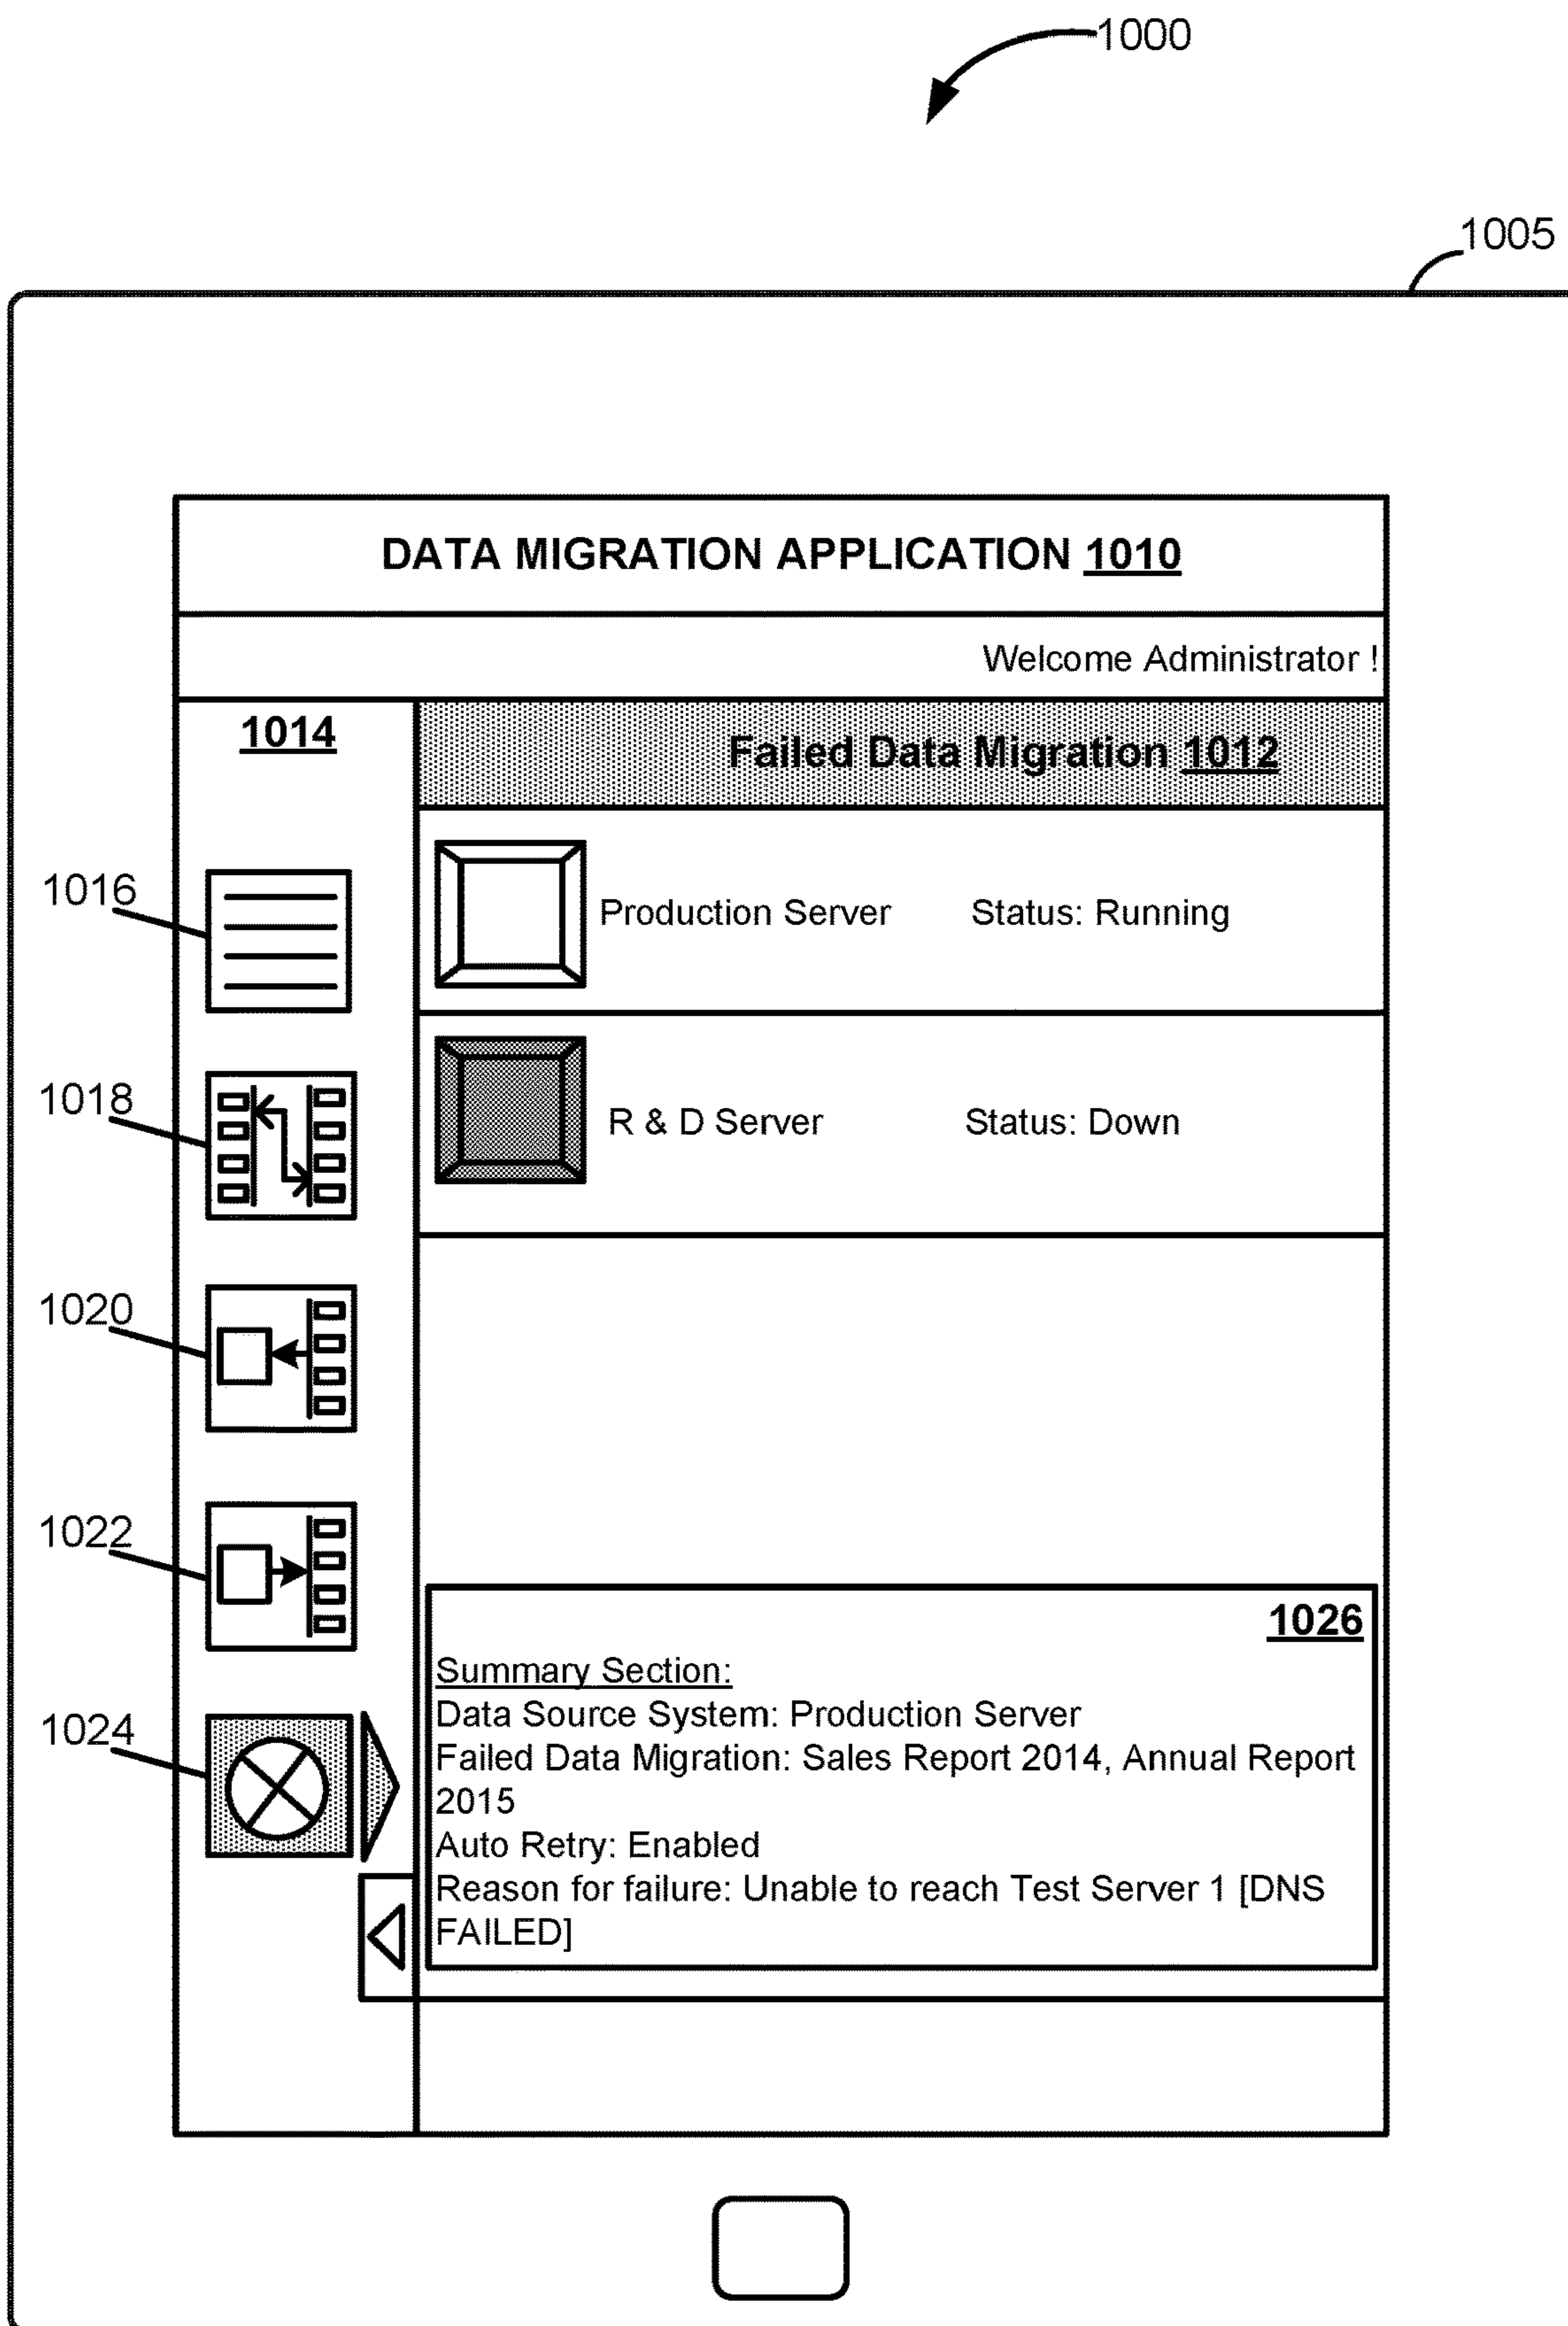 1000
1005
DATA MIGRATION APPLICATION 1010
Welcome Administrator !
1014
Failed Data Migration 1012
1016
Production Server Status: Running
1018
R & D Server Status: Down
1020
1022
1026
Summary Section:
Data Source System: Production Server
1024
Failed Data Migration: Sales Report 2014, Annual Report
2015
Auto Retry: Enabled
Reason for failure: Unable to reach Test Server 1 [DNS
FAILED]